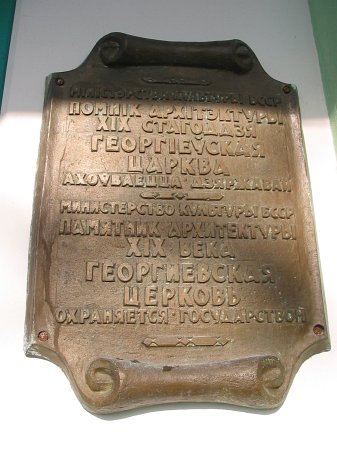 МІНІСТЭРСТВА КУЛЬТУРЫ БССР
ПОМНІК АРХІТЭКТУРЫ
XIX СТАГОДДЗЯ
ГЕОРГІЕЎСКАЯ
ЦАРКВА
АХОЎВАЕЦЦА ДЗЯРЖАВАЙ
МИНИСТЕРСТВО КУЛЬТУРЫ БССР
ПАМЯТНИК АРХИТЕКТУРЫ
XIX ВЕКА
ГЕОРГИЕВСКАЯ
ЦЕРКОВЬ
ОХРАНЯЕТСЯ ГОСУДАРСТВОМ